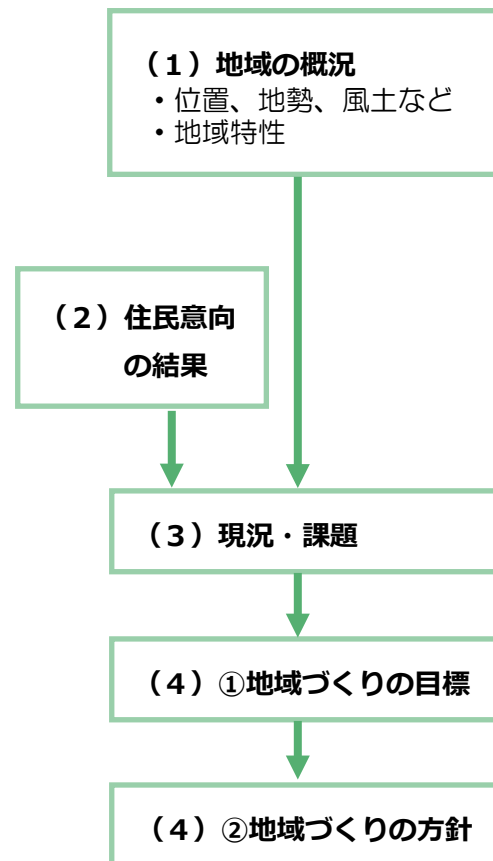 （１）地域の概況
・位置、地勢、風土など
・地域特性
（２）住民意向
の結果
（３）現況・課題
（４）①地域づくりの目標
（４）②地域づくりの方針